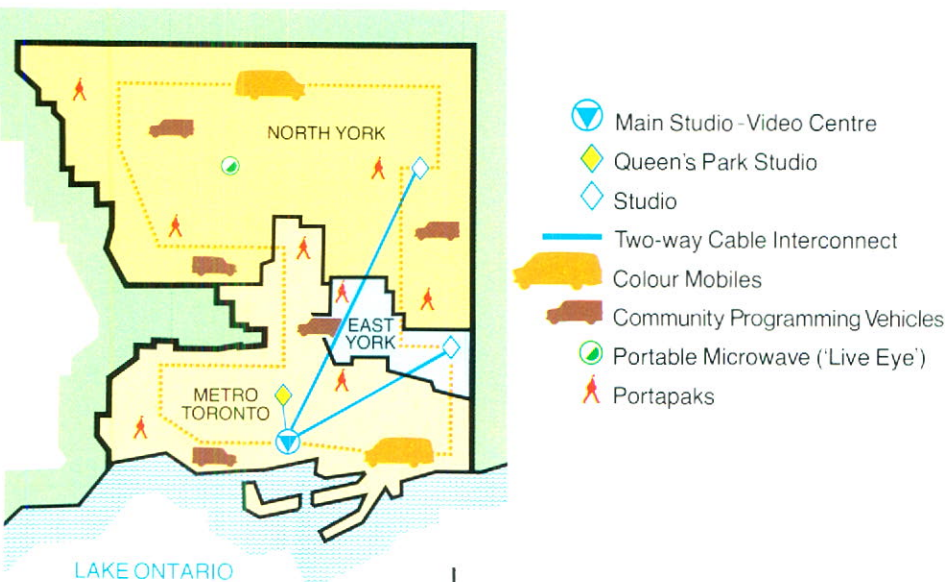 NORTH YORK
EAST
YORK
METRO
TORONTO
LAKE ONTARIO
Main Studio - Video Centre
Queen's Park Studio
Studio
Two-way Cable Interconnect
Colour Mobiles
Community Programming Vehicles
Portable Microwave ('Live Eye')
Portapaks